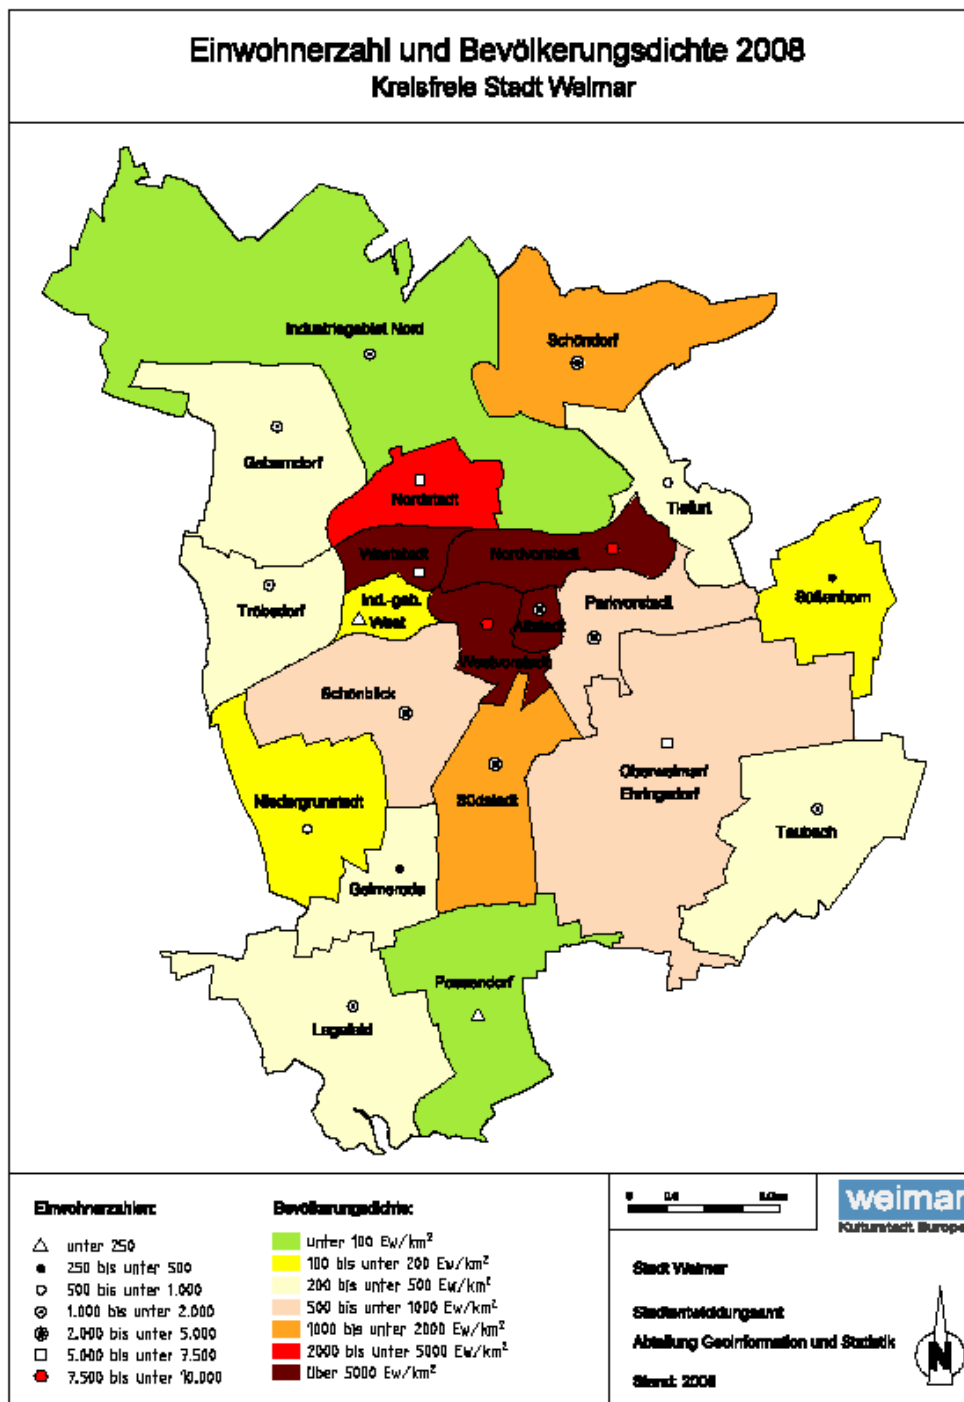 Einwohnerzahl und Bevölkerungsdichte 2008
Kreisfreie Stadt Weimar
Industriegebiet Nord
Schöndorf
Gaberndorf
Nordstadt
Tiefurt
Weststadt
Nordvorstadt
Tröbsdorf
Ind.-geb.
West
Altstadt
Parkvorstadt
Süßenborn
Westvorstadt
Schönblick
Niedergrunstedt
Südstadt
Oberweimar/
Ehringsdorf
Taubach
Gelmeroda
Possendorf
Legefeld
Einwohnerzahlen:
unter 250
250 bis unter 500
500 bis unter 1.000
1.000 bis unter 2.000
2.000 bis unter 5.000
5.000 bis unter 7.500
7.500 bis unter 10.000
Bevölkerungsdichte:
unter 100 Ew/km²
100 bis unter 200 Ew/km²
200 bis unter 500 Ew/km²
500 bis unter 1000 Ew/km²
1000 bis unter 2000 Ew/km²
2000 bis unter 5000 Ew/km²
über 5000 Ew/km²
0
weimar
Kulturstadt Europas
Stadt Weimar
Stadtentwicklungsamt
Abteilung Geoinformation und Statistik
Stand: 2008
N